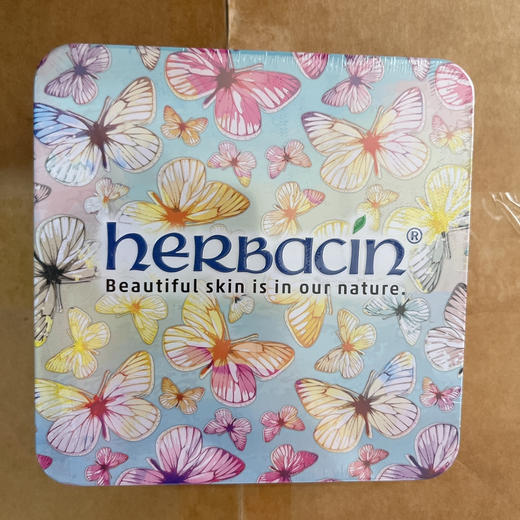 herbacin®
Beautiful skin is in our nature.